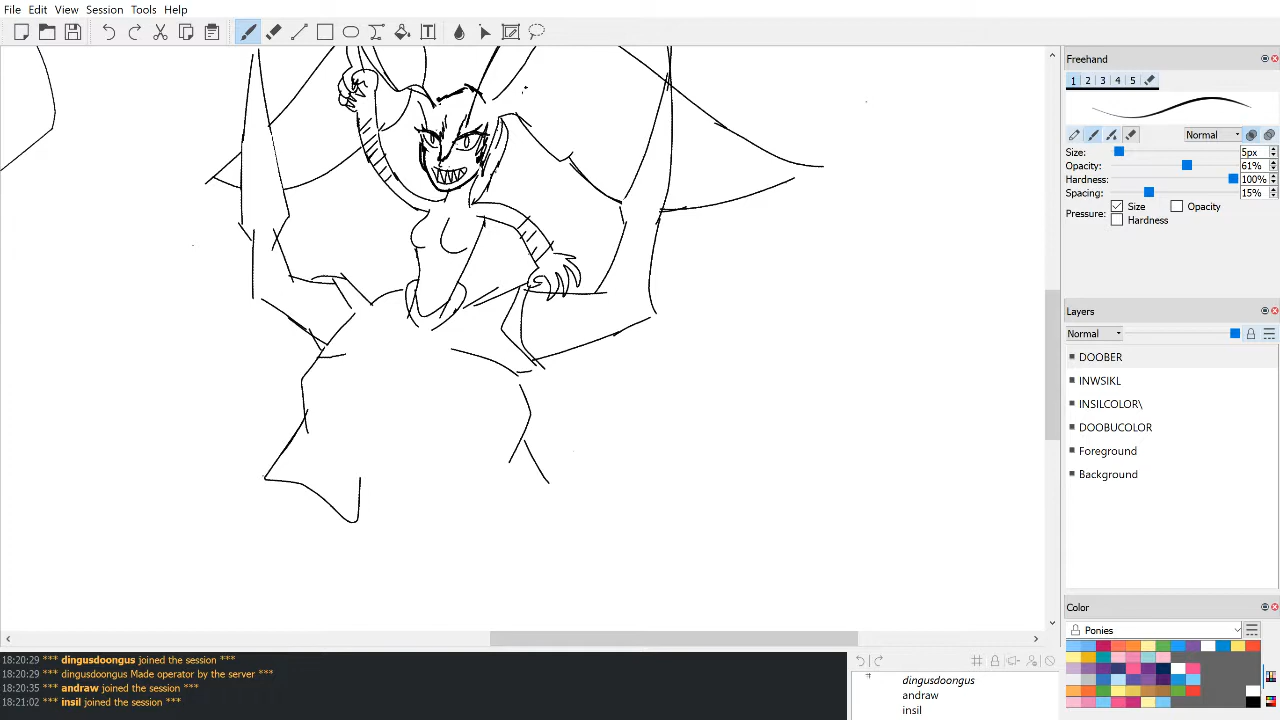 File Edit View Session Tools Help
Freehand
1 2 3 4 5
Normal
Size: 5px
Opacity: 61%
Hardness: 100%
Spacing: 15%
Pressure: Size Opacity
Hardness
Layers
Normal
DOOBER
INWSIKL
INSILCOLOR\
DOOBUCOLOR
Foreground
Background
Color
Ponies
18:20:29 *** dingusdoongus joined the session ***
18:20:29 *** dingusdoongus Made operator by the server ***
18:20:35 *** andraw joined the session ***
18:21:02 *** insil joined the session ***
dingusdoongus
andraw
insil